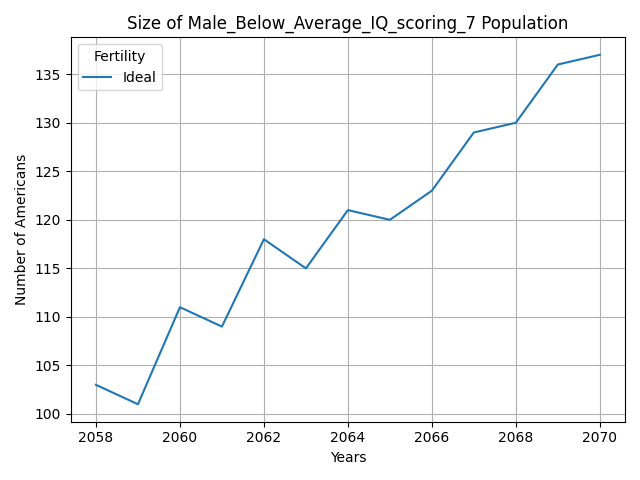 Size of Male_Below_Average_IQ_scoring_7 Population
Fertility
Ideal
Number of Americans
135
130
125
120
115
110
105
100
2058 2060 2062 2064 2066 2068 2070
Years